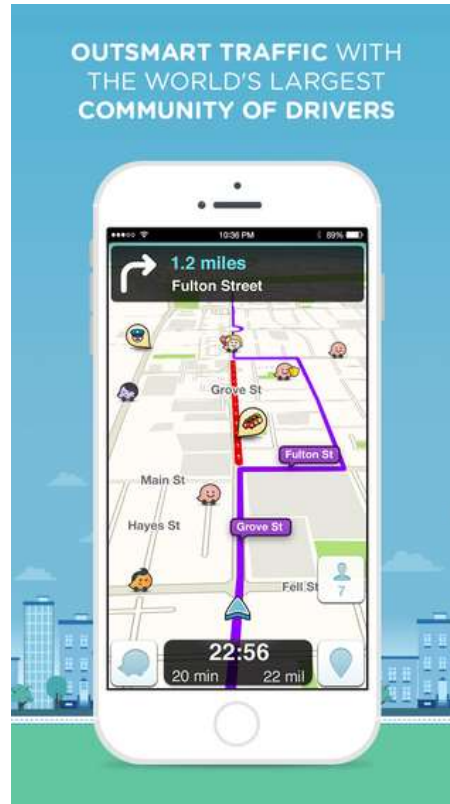 OUTSMART TRAFFIC WITH
THE WORLD'S LARGEST
COMMUNITY OF DRIVERS
10:36 PM
89%
1.2 miles
Fulton Street
Grove St
Fulton St
Main St
Hayes St
Grove St
Fell St
7
22:56
20 min 22 mil